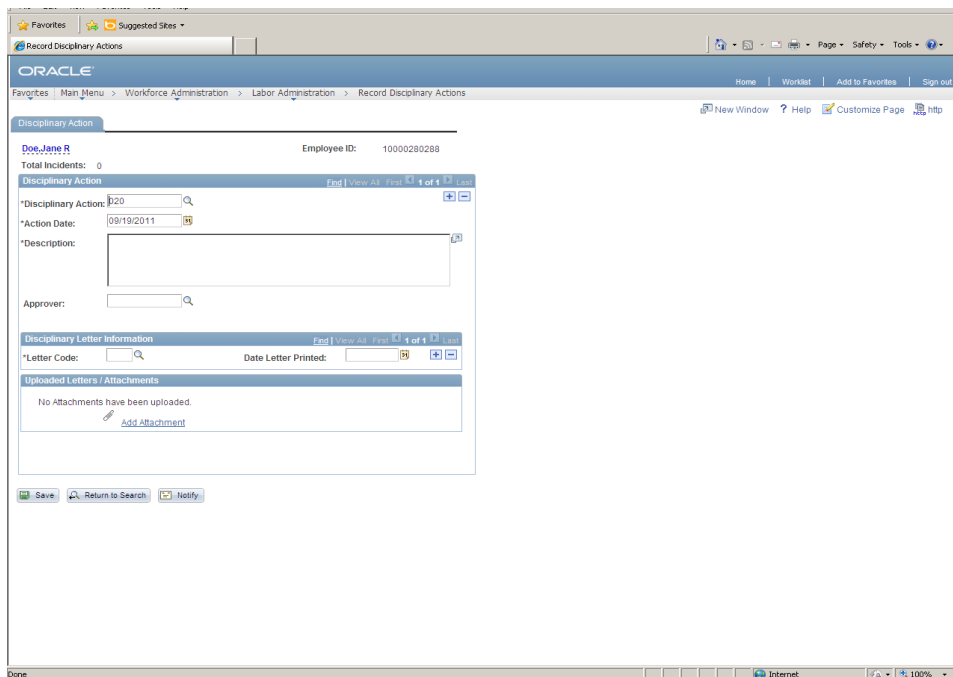 Favorites Suggested Sites
Record Disciplinary Actions Page Safety Tools
ORACLE
Home | Worklist | Add to Favorites | Sign out
Favorites | Main Menu > Workforce Administration > Labor Administration > Record Disciplinary Actions
New Window ? Help Customize Page http
Disciplinary Action
Doe,Jane R Employee ID: 10000280288
Total Incidents: 0
Disciplinary Action Find | View All First 1 of 1 Last
*Disciplinary Action: 020
*Action Date: 09/19/2011
*Description:
Approver:
Disciplinary Letter Information Find | View All First 1 of 1 Last
*Letter Code: Date Letter Printed:
Uploaded Letters / Attachments
No Attachments have been uploaded.
Add Attachment
Save Return to Search Notify
Done Internet 100%